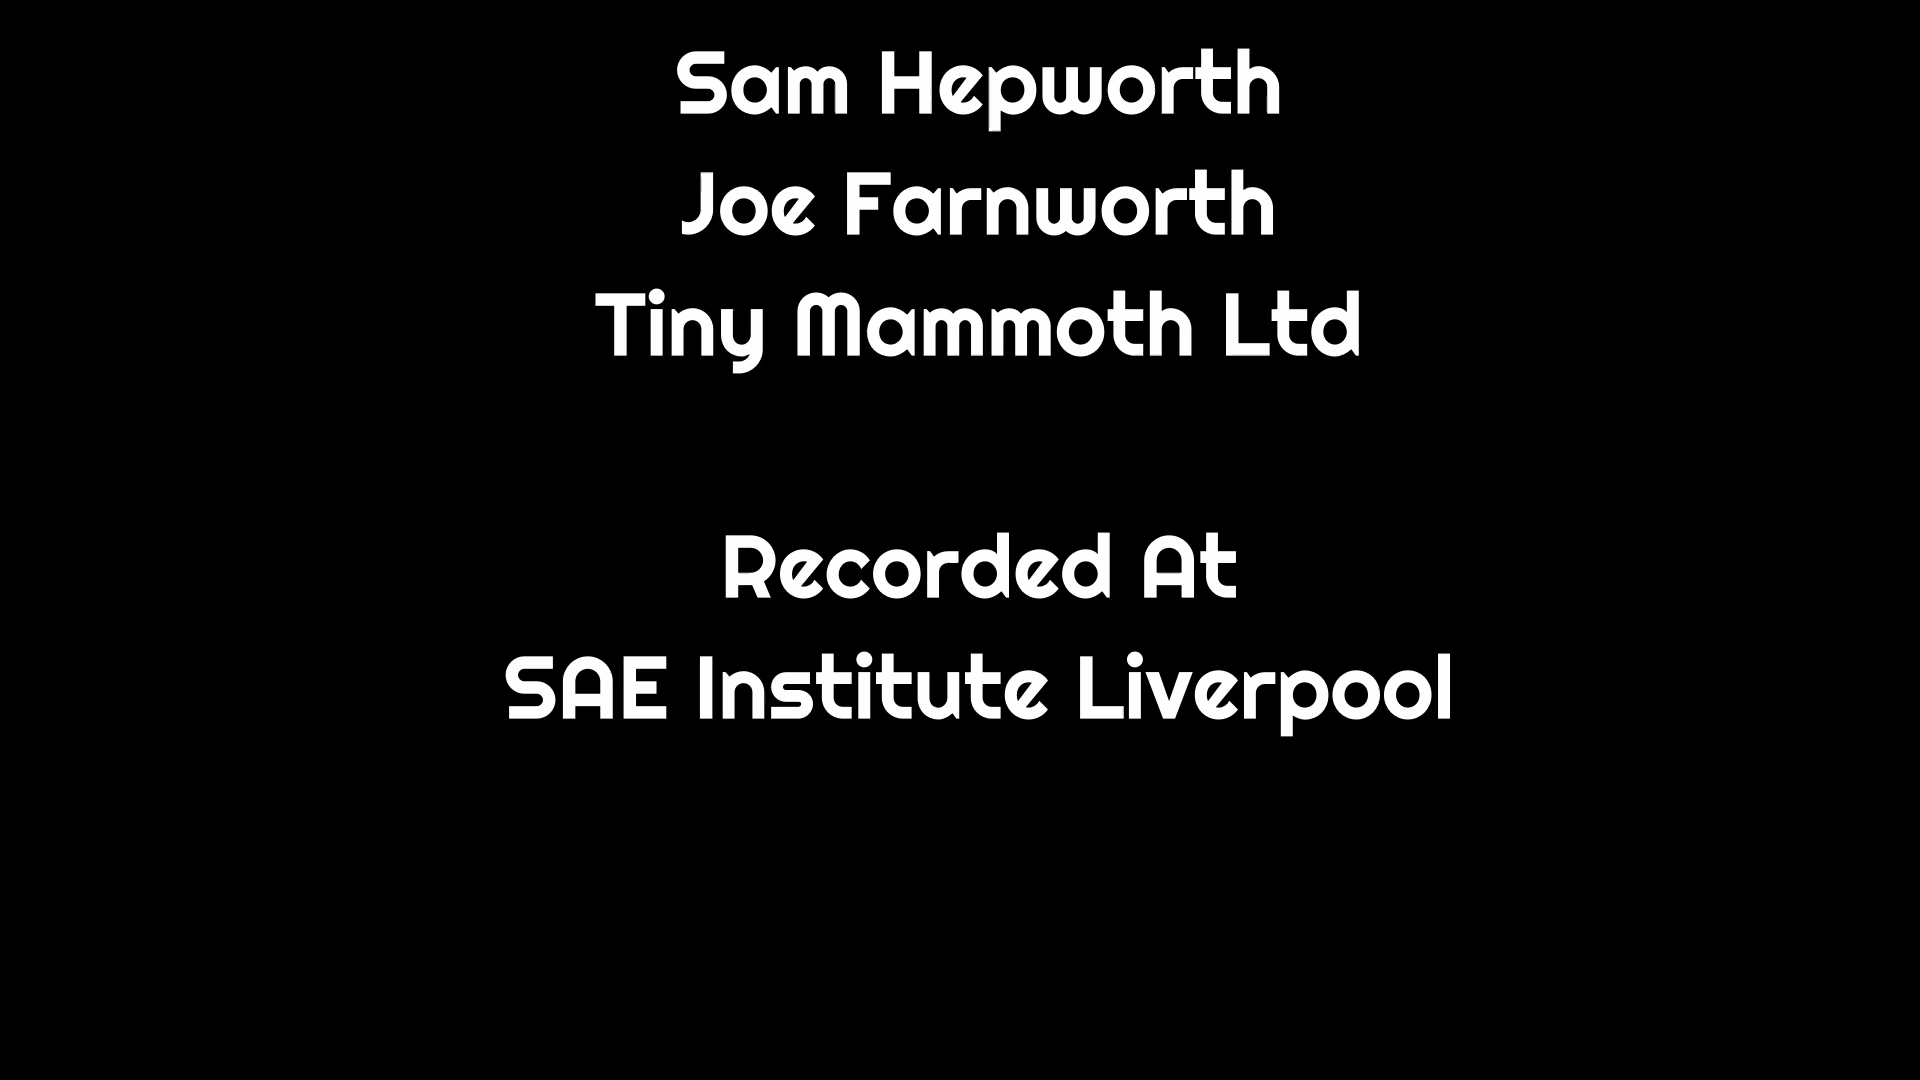 Sam Hepworth
Joe Farnworth
Tiny Mammoth Ltd
Recorded At
SAE Institute Liverpool